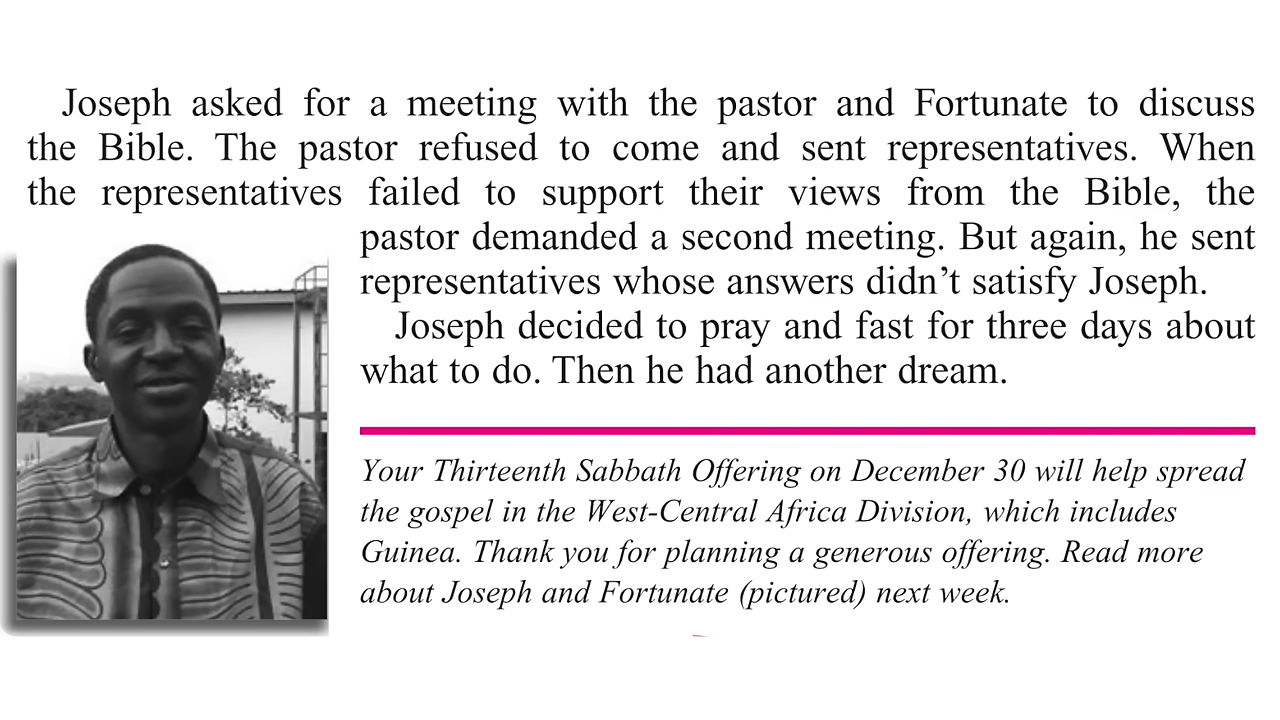 Joseph asked for a meeting with the pastor and Fortunate to discuss
the Bible. The pastor refused to come and sent representatives. When
the representatives failed to support their views from the Bible, the
pastor demanded a second meeting. But again, he sent
representatives whose answers didn’t satisfy Joseph.
Joseph decided to pray and fast for three days about
what to do. Then he had another dream.
Your Thirteenth Sabbath Offering on December 30 will help spread
the gospel in the West-Central Africa Division, which includes
Guinea. Thank you for planning a generous offering. Read more
about Joseph and Fortunate (pictured) next week.